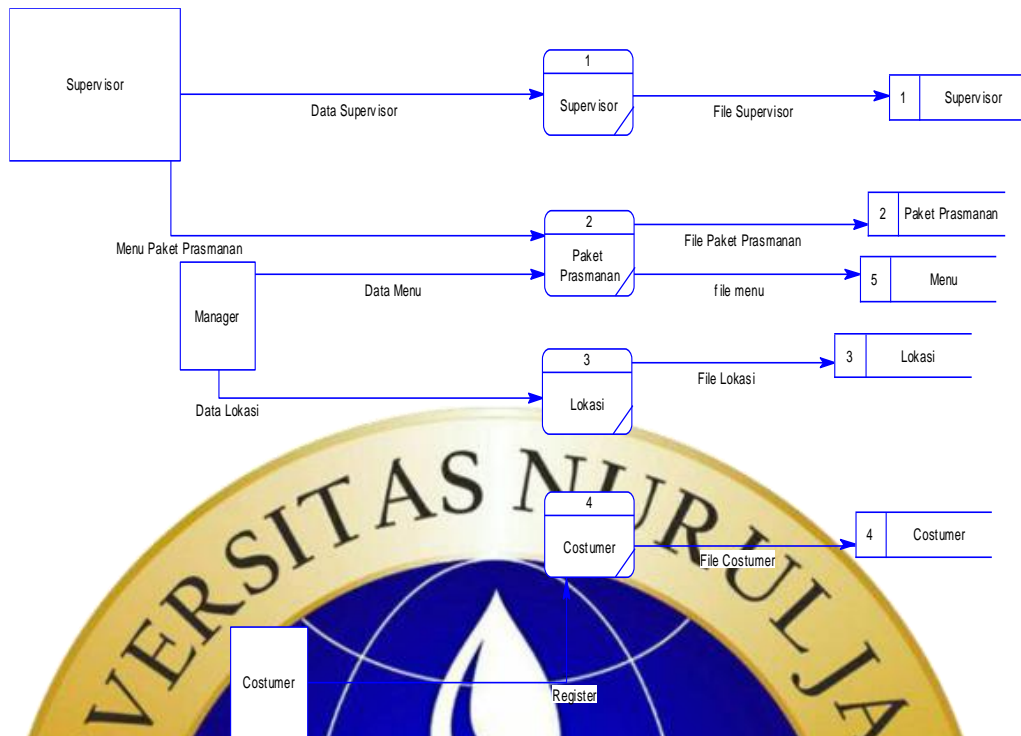 Supervisor
Data Supervisor
1
Supervisor
File Supervisor
1 Supervisor
Menu Paket Prasmanan
2
Paket
Prasmanan
File Paket Prasmanan
2 Paket Prasmanan
Manager
Data Menu
file menu
5 Menu
Data Lokasi
3
Lokasi
File Lokasi
3 Lokasi
VERSITAS NURUL JA
4
Costumer
File Costumer
4 Costumer
Costumer
Register